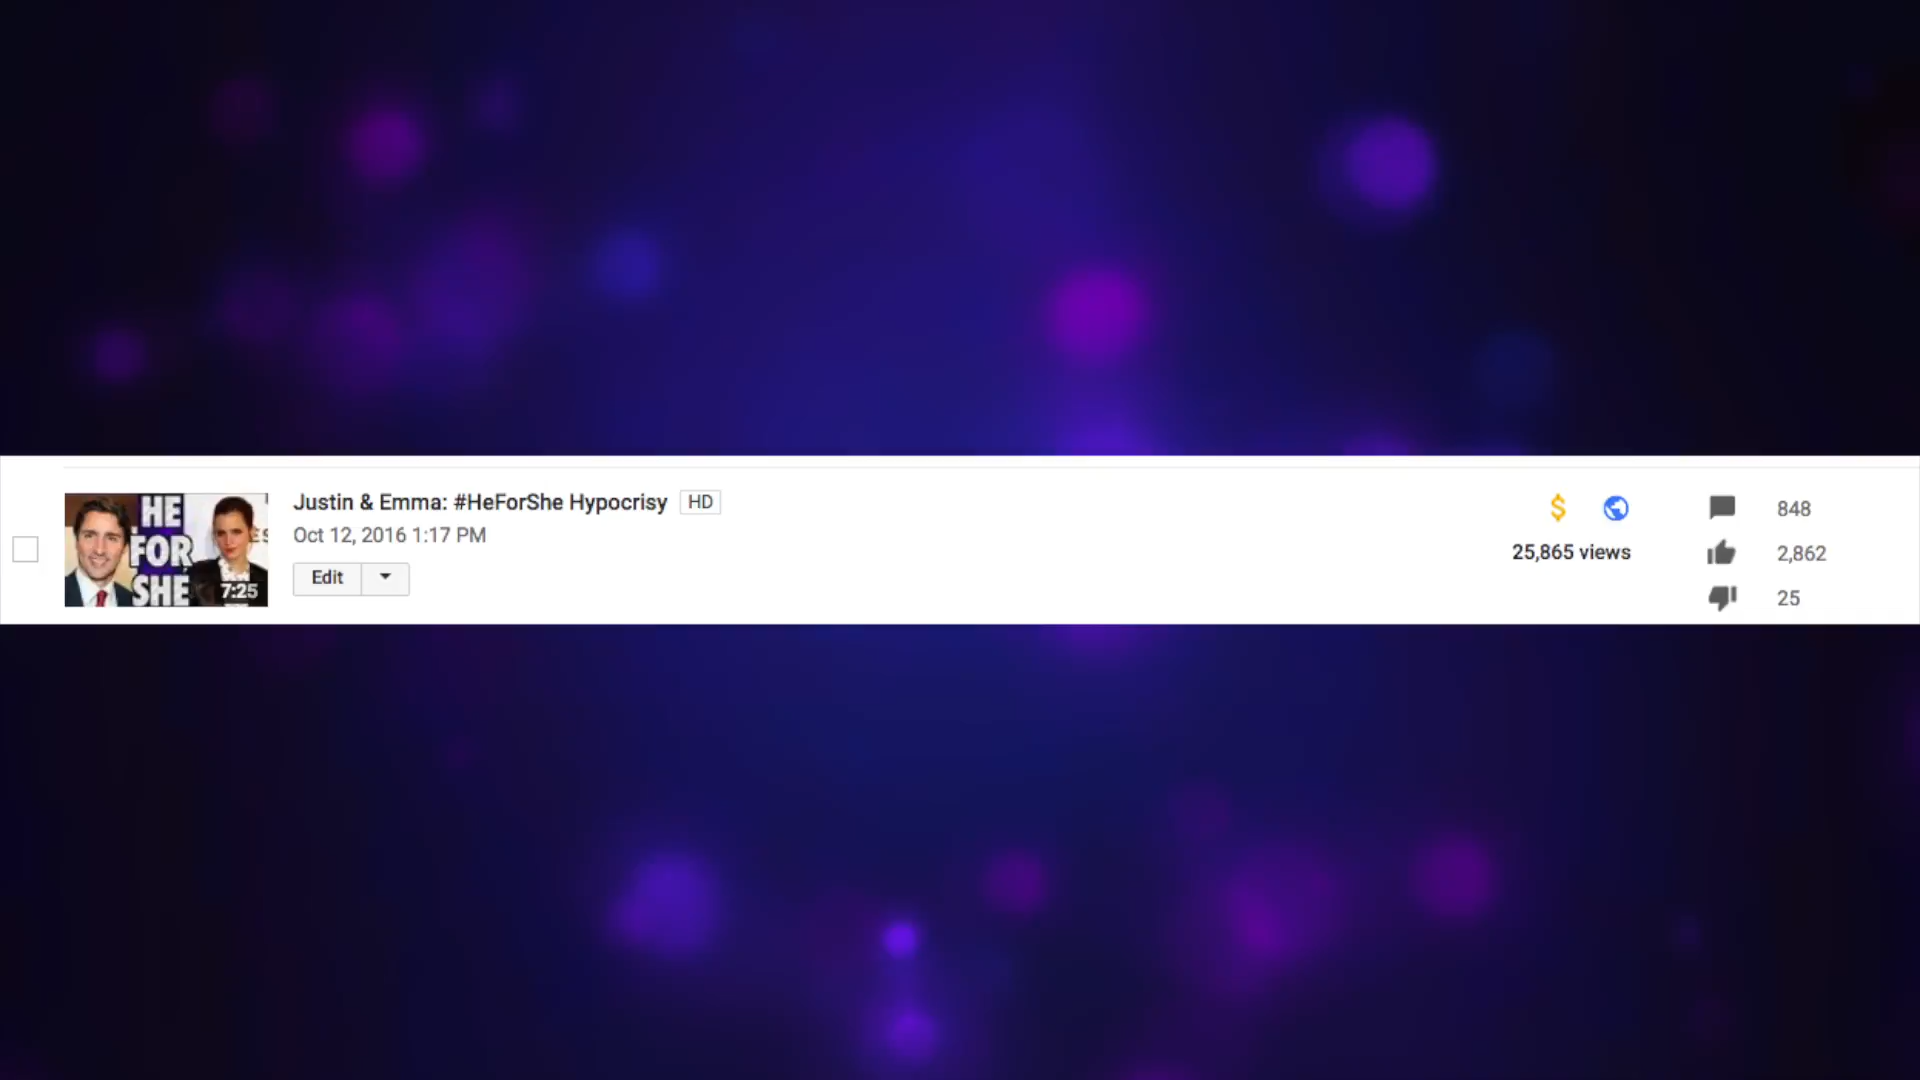 HE
FOR
SHE
7:25
Justin & Emma: #HeForShe Hypocrisy HD
Oct 12, 2016 1:17 PM
Edit
$
25,865 views
848
2,862
25